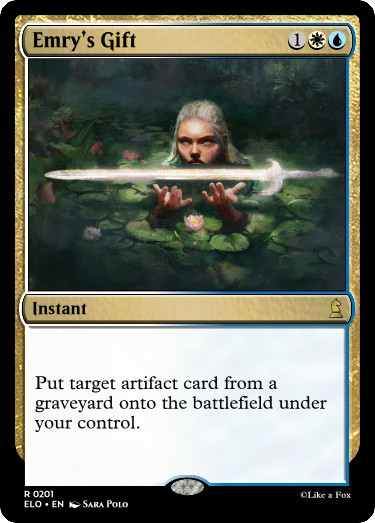 Emry's Gift 1
Instant
Put target artifact card from a
graveyard onto the battlefield under
your control.
R 0201
ELO • EN Sara Polo
©Like a Fox